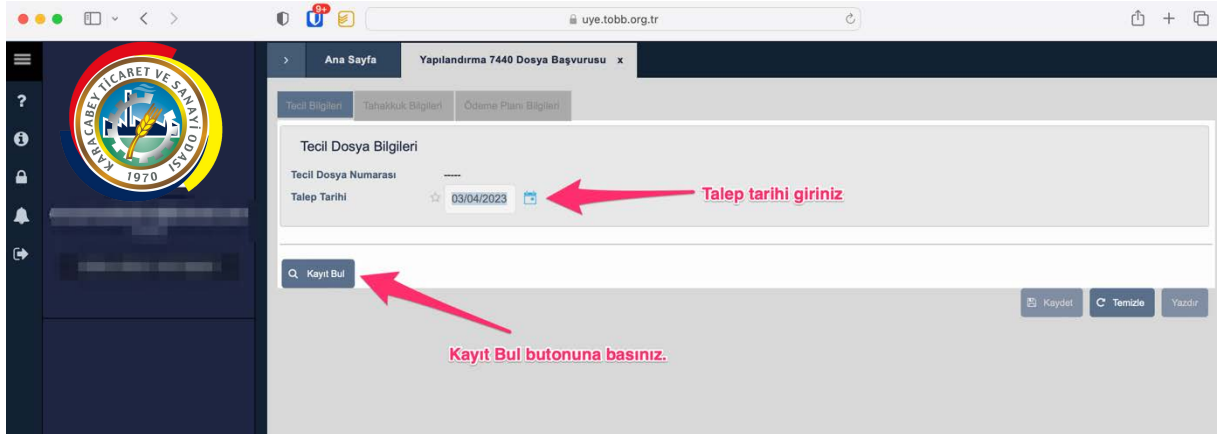 9+
uye.tobb.org.tr
Ana Sayfa
Yapılandırma 7440 Dosya Başvurusu x
KARACABEY TİCARET VE SANAYİ ODASI
1970
Tecil Bilgileri
Tahakkuk Bilgileri
Ödeme Planı Bilgileri
Tecil Dosya Bilgileri
Tecil Dosya Numarası -----
Talep Tarihi 03/04/2023
Talep tarihi giriniz
Kayıt Bul
Kaydet
Temizle
Yazdır
Kayıt Bul butonuna basınız.